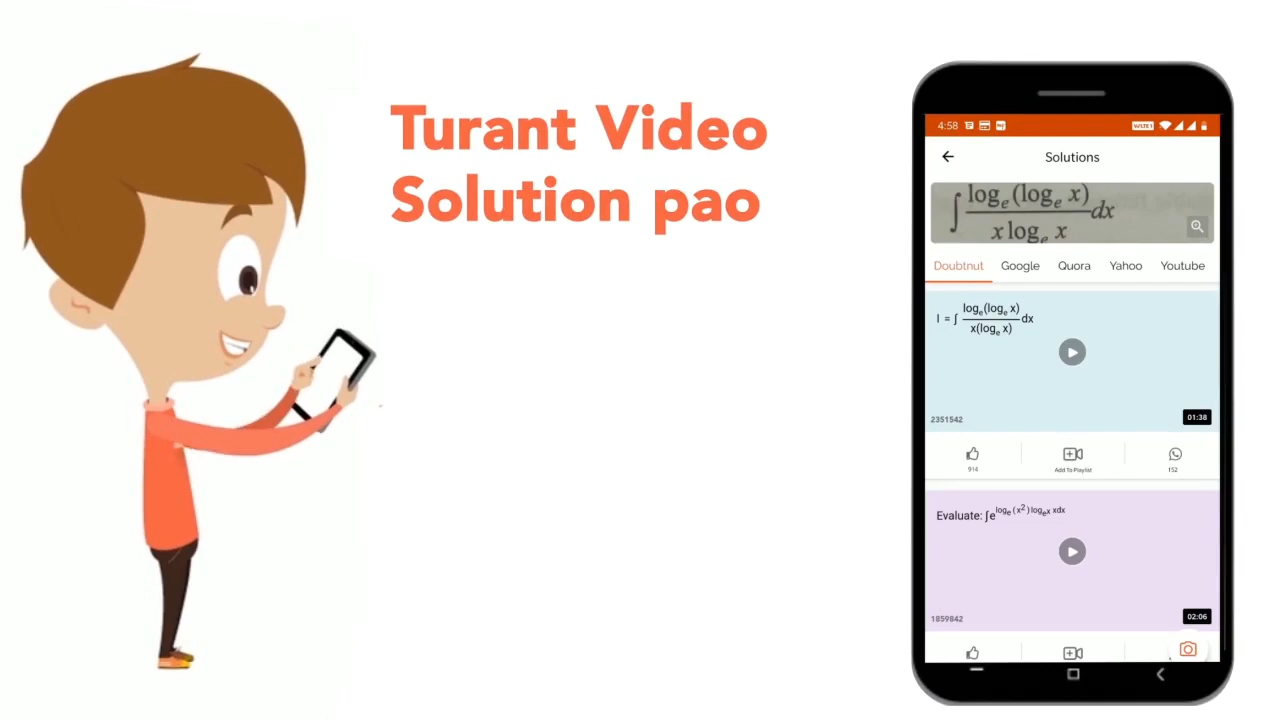 Turant Video
Solution pao
4:58
VoLTE1
Solutions
∫ logₑ(logₑ x) / x logₑ x dx
Doubtnut Google Quora Yahoo Youtube
I = ∫ logₑ(logₑ x) / x(logₑ x) dx
2351542 01:38
914 Add To Playlist 152
Evaluate: ∫e^logₑ(x²)logₑx xdx
1859842 02:06